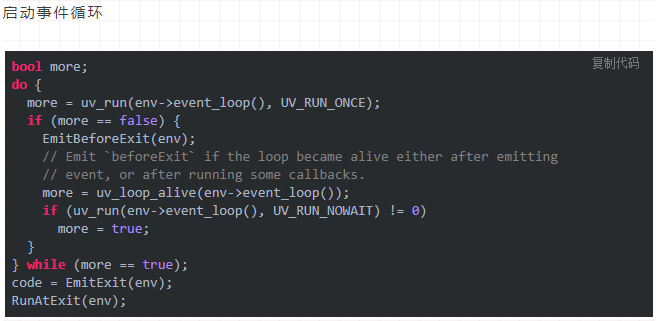 启动事件循环
复制代码
bool more;
do {
  more = uv_run(env->event_loop(), UV_RUN_ONCE);
  if (more == false) {
    EmitBeforeExit(env);
    // Emit `beforeExit` if the loop became alive either after emitting
    // event, or after running some callbacks.
    more = uv_loop_alive(env->event_loop());
    if (uv_run(env->event_loop(), UV_RUN_NOWAIT) != 0)
      more = true;
  }
} while (more == true);
code = EmitExit(env);
RunAtExit(env);